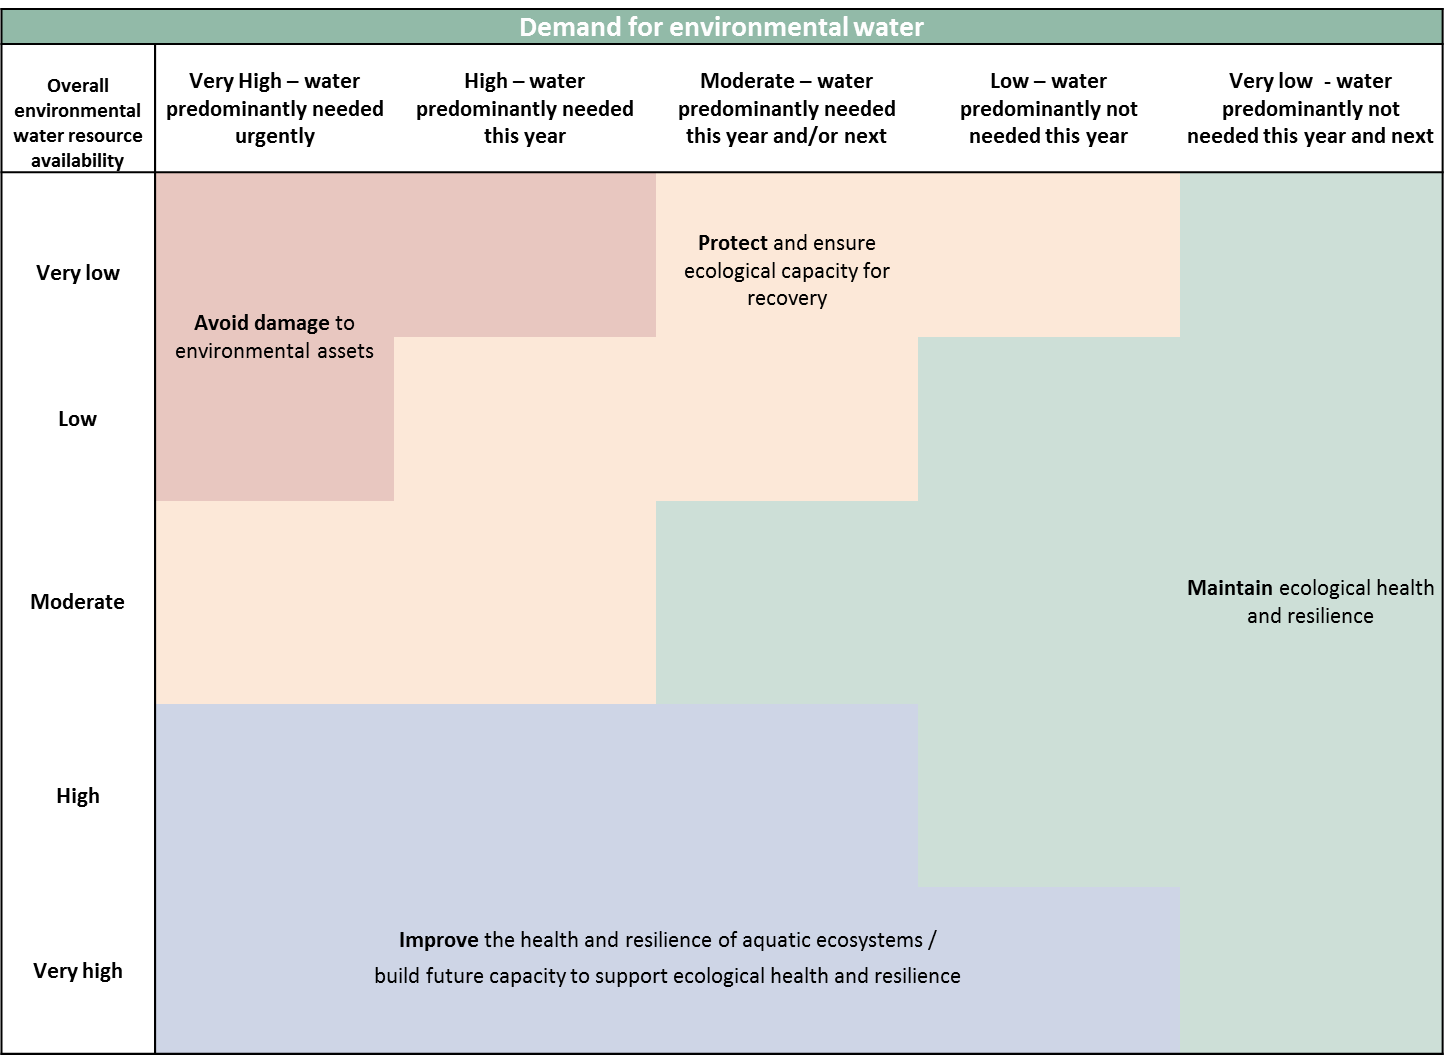 Demand for environmental water
Overall
environmental
water resource
availability
Very High – water
predominantly needed
urgently
High – water
predominantly needed
this year
Moderate – water
predominantly needed
this year and/or next
Low – water
predominantly not
needed this year
Very low  - water
predominantly not
needed this year and next
Very low
Avoid damage to
environmental assets
Protect and ensure
ecological capacity for
recovery
Low
Moderate
Maintain ecological health
and resilience
High
Very high
Improve the health and resilience of aquatic ecosystems /
build future capacity to support ecological health and resilience